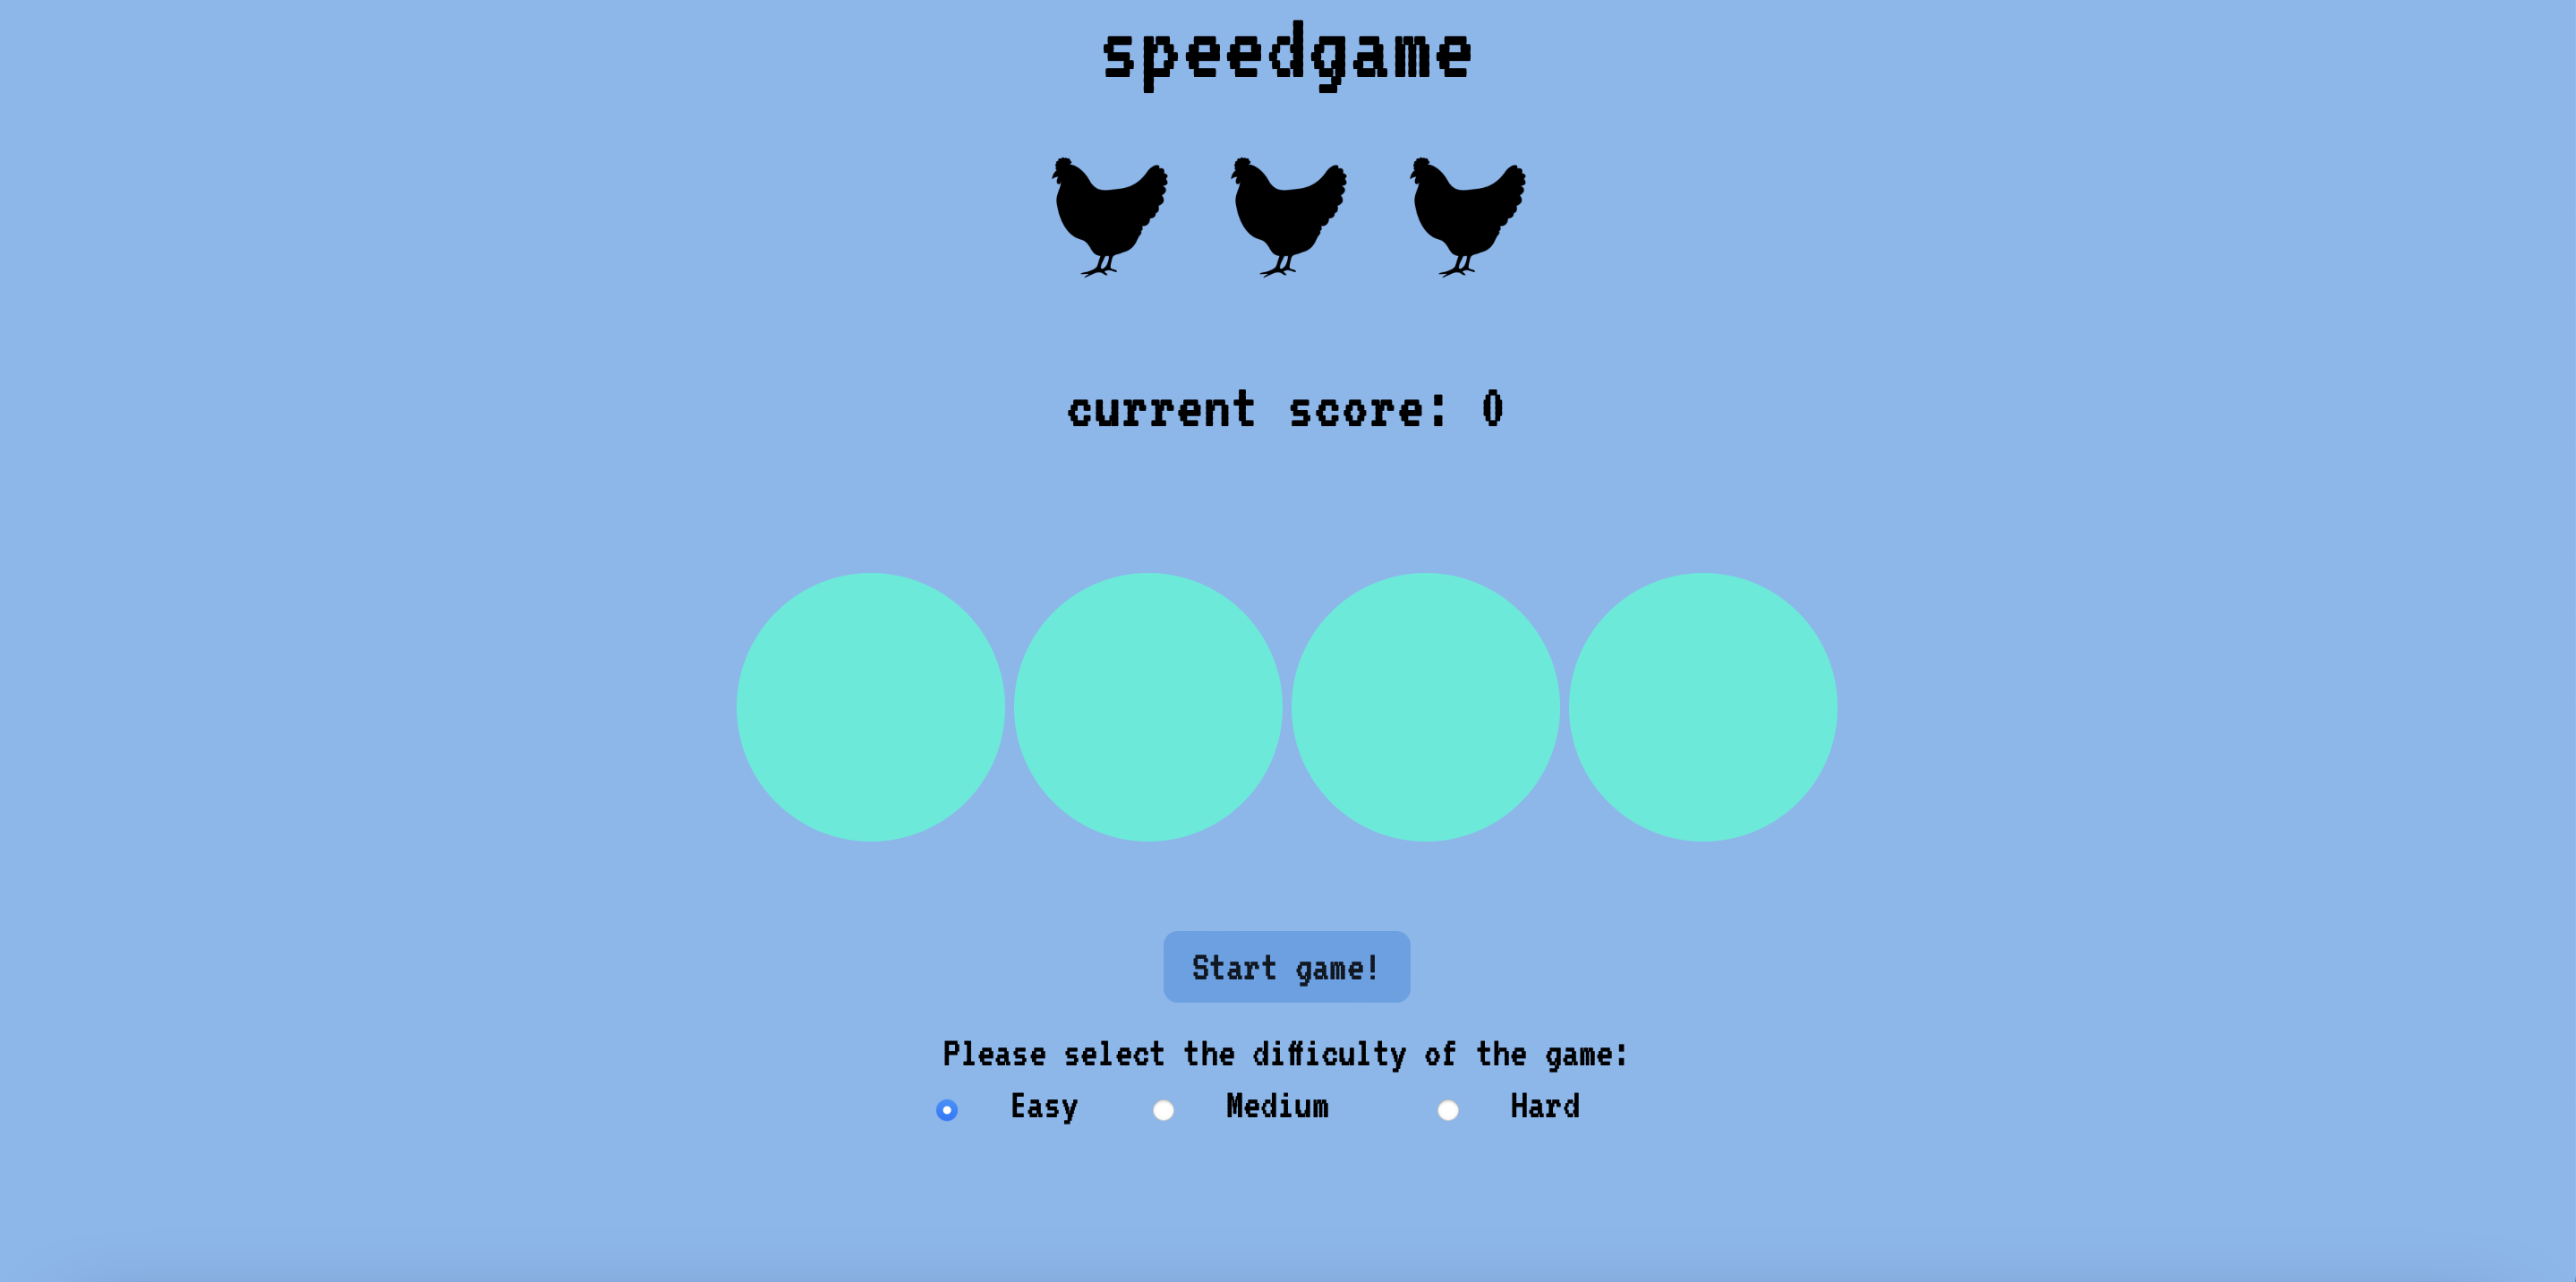 speedgame
current score: 0
Start game!
Please select the difficulty of the game:
Easy Medium Hard